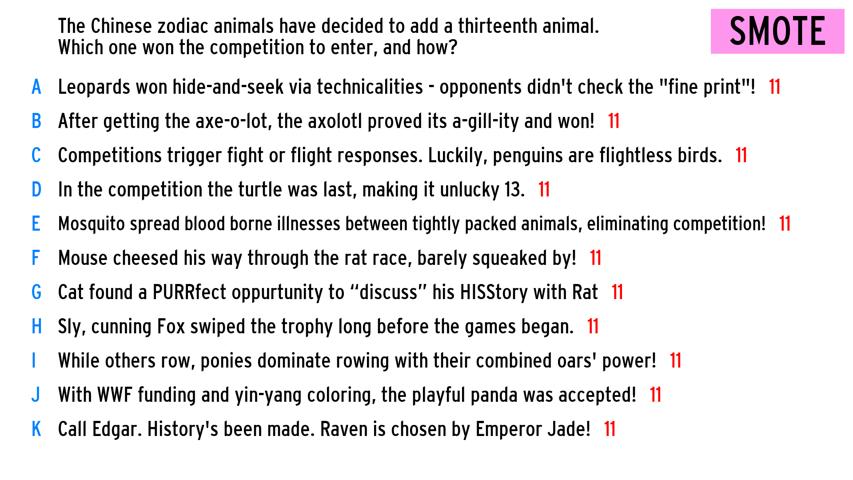 The Chinese zodiac animals have decided to add a thirteenth animal.
Which one won the competition to enter, and how?
SMOTE
A Leopards won hide-and-seek via technicalities - opponents didn't check the "fine print"! 11
B After getting the axe-o-lot, the axolotl proved its a-gill-ity and won! 11
C Competitions trigger fight or flight responses. Luckily, penguins are flightless birds. 11
D In the competition the turtle was last, making it unlucky 13. 11
E Mosquito spread blood borne illnesses between tightly packed animals, eliminating competition! 11
F Mouse cheesed his way through the rat race, barely squeaked by! 11
G Cat found a PURRfect oppurtunity to “discuss” his HISStory with Rat 11
H Sly, cunning Fox swiped the trophy long before the games began. 11
I While others row, ponies dominate rowing with their combined oars' power! 11
J With WWF funding and yin-yang coloring, the playful panda was accepted! 11
K Call Edgar. History's been made. Raven is chosen by Emperor Jade! 11